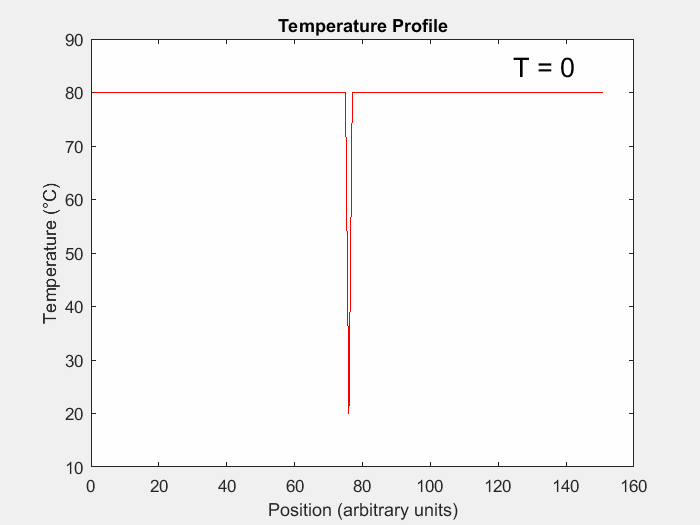 Temperature Profile
T = 0
90
80
70
60
50
40
30
20
10
Temperature (°C)
0 20 40 60 80 100 120 140 160
Position (arbitrary units)